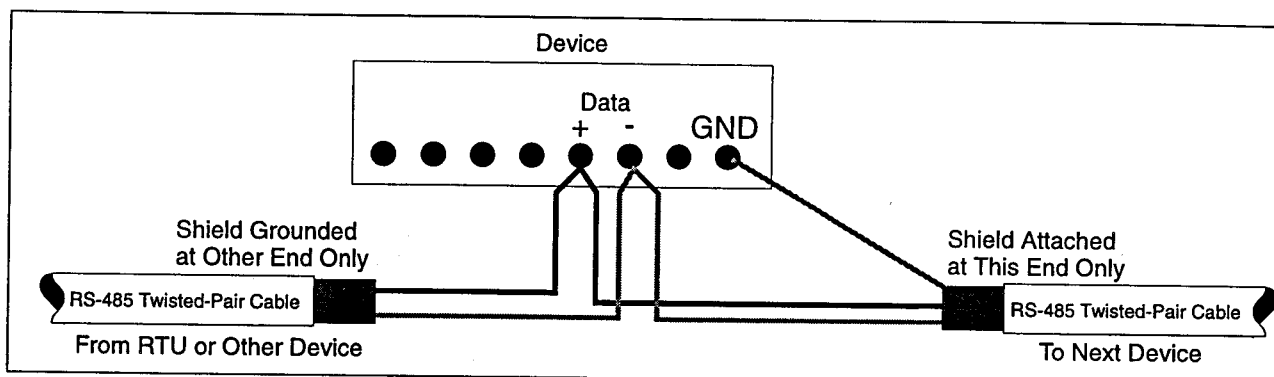 Device
Data
+ - GND
Shield Grounded
at Other End Only
Shield Attached
at This End Only
RS-485 Twisted-Pair Cable
RS-485 Twisted-Pair Cable
From RTU or Other Device
To Next Device